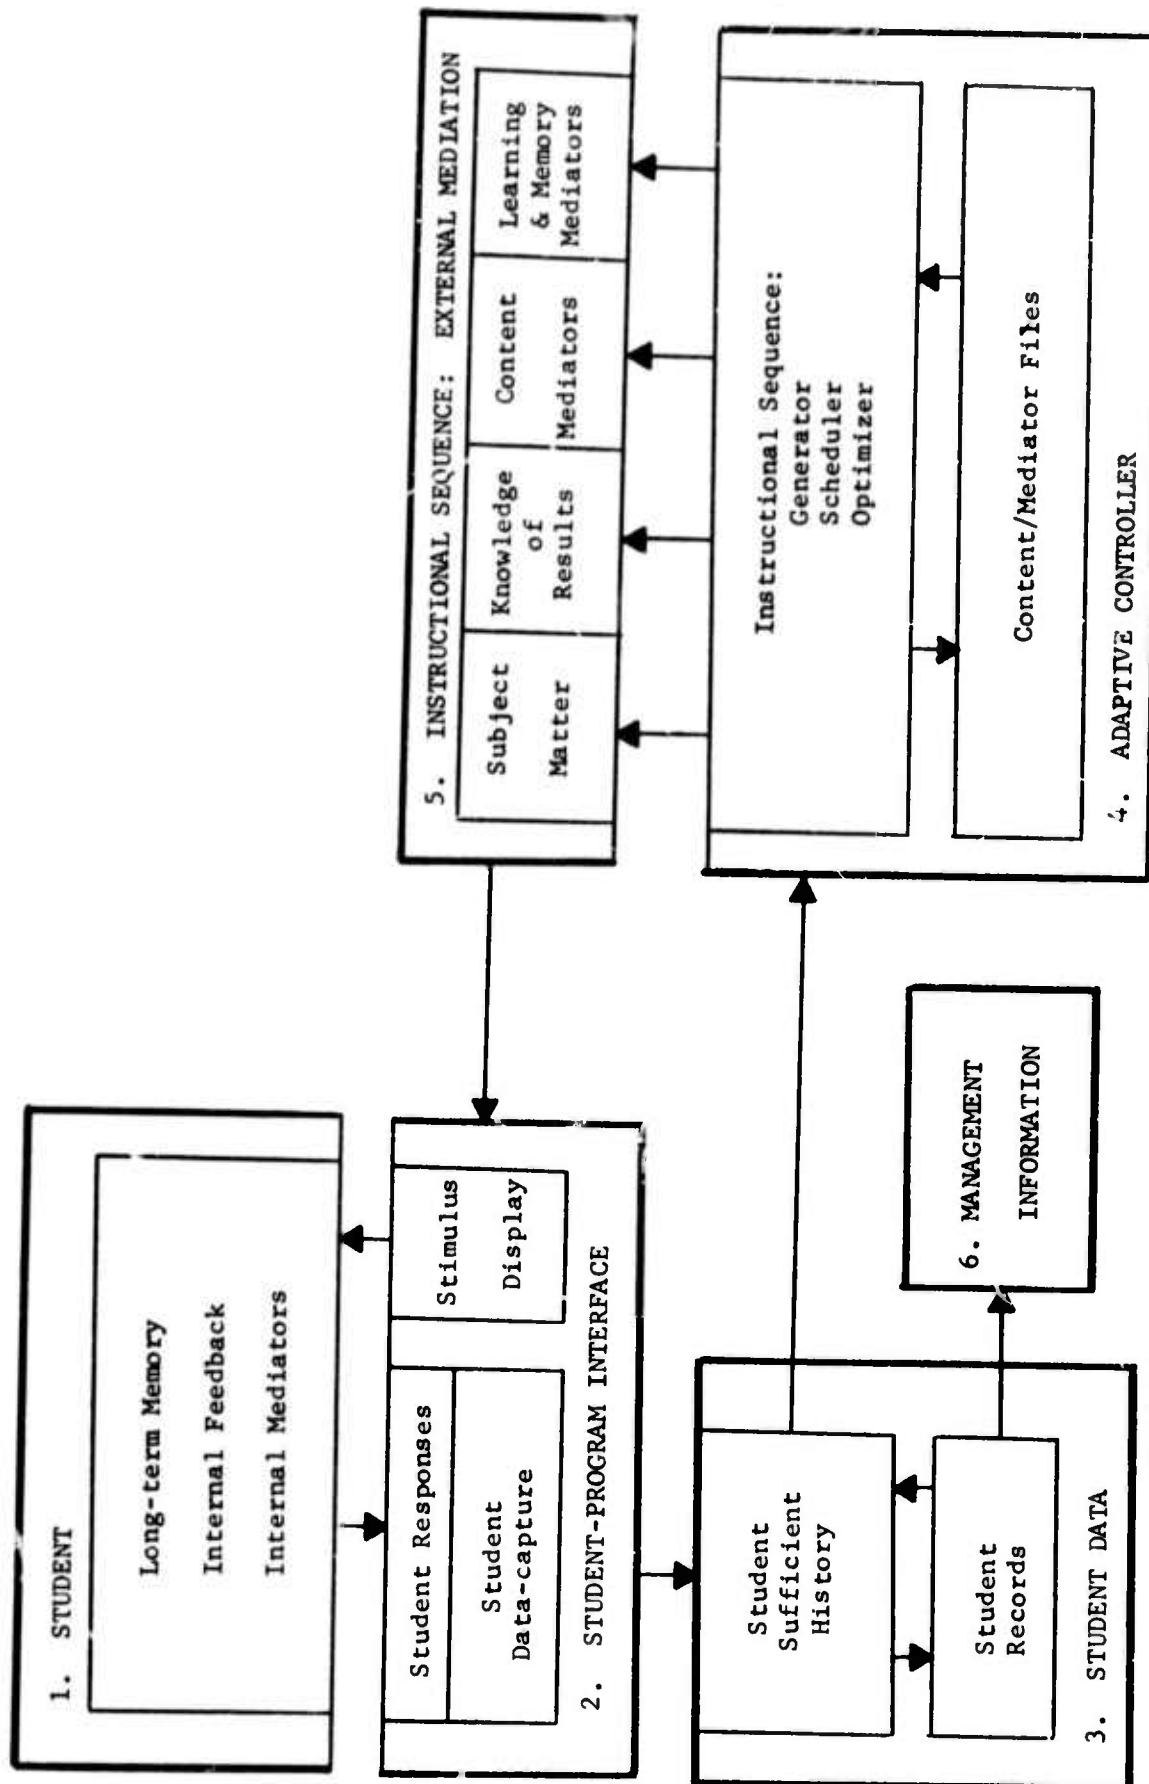 1. STUDENT
Long-term Memory
Internal Feedback
Internal Mediators
Student Responses
Student
Data-capture
Stimulus
Display
2. STUDENT-PROGRAM INTERFACE
Student
Sufficient
History
Student
Records
3. STUDENT DATA
6. MANAGEMENT
INFORMATION
5. INSTRUCTIONAL SEQUENCE: EXTERNAL MEDIATION
Subject
Matter
Knowledge
of
Results
Content
Mediators
Learning
& Memory
Mediators
Instructional Sequence:
Generator
Scheduler
Optimizer
Content/Mediator Files
4. ADAPTIVE CONTROLLER